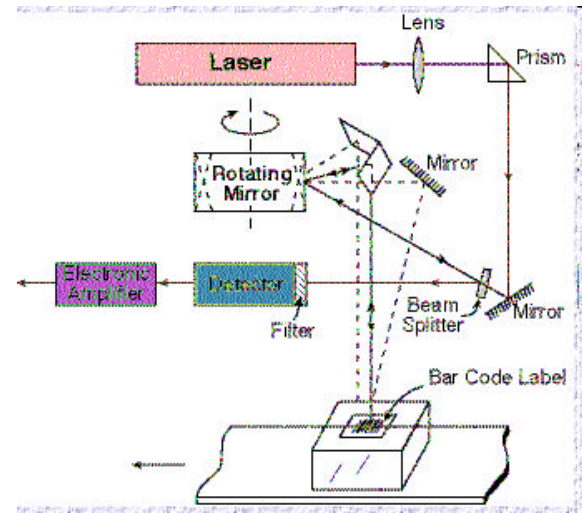 Lens
Laser
Prism
Rotating
Mirror
Mirror
Electronic
Amplifier
Detector
Beam
Splitter
Mirror
Filter
Bar Code Label